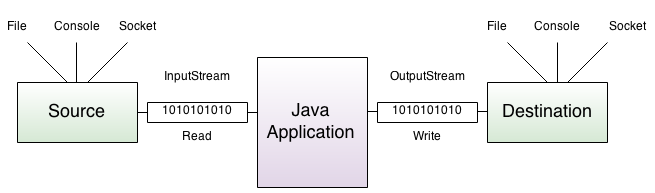 File
Console
Socket
File
Console
Socket
InputStream
OutputStream
Source
1010101010
Java
Application
1010101010
Destination
Read
Write